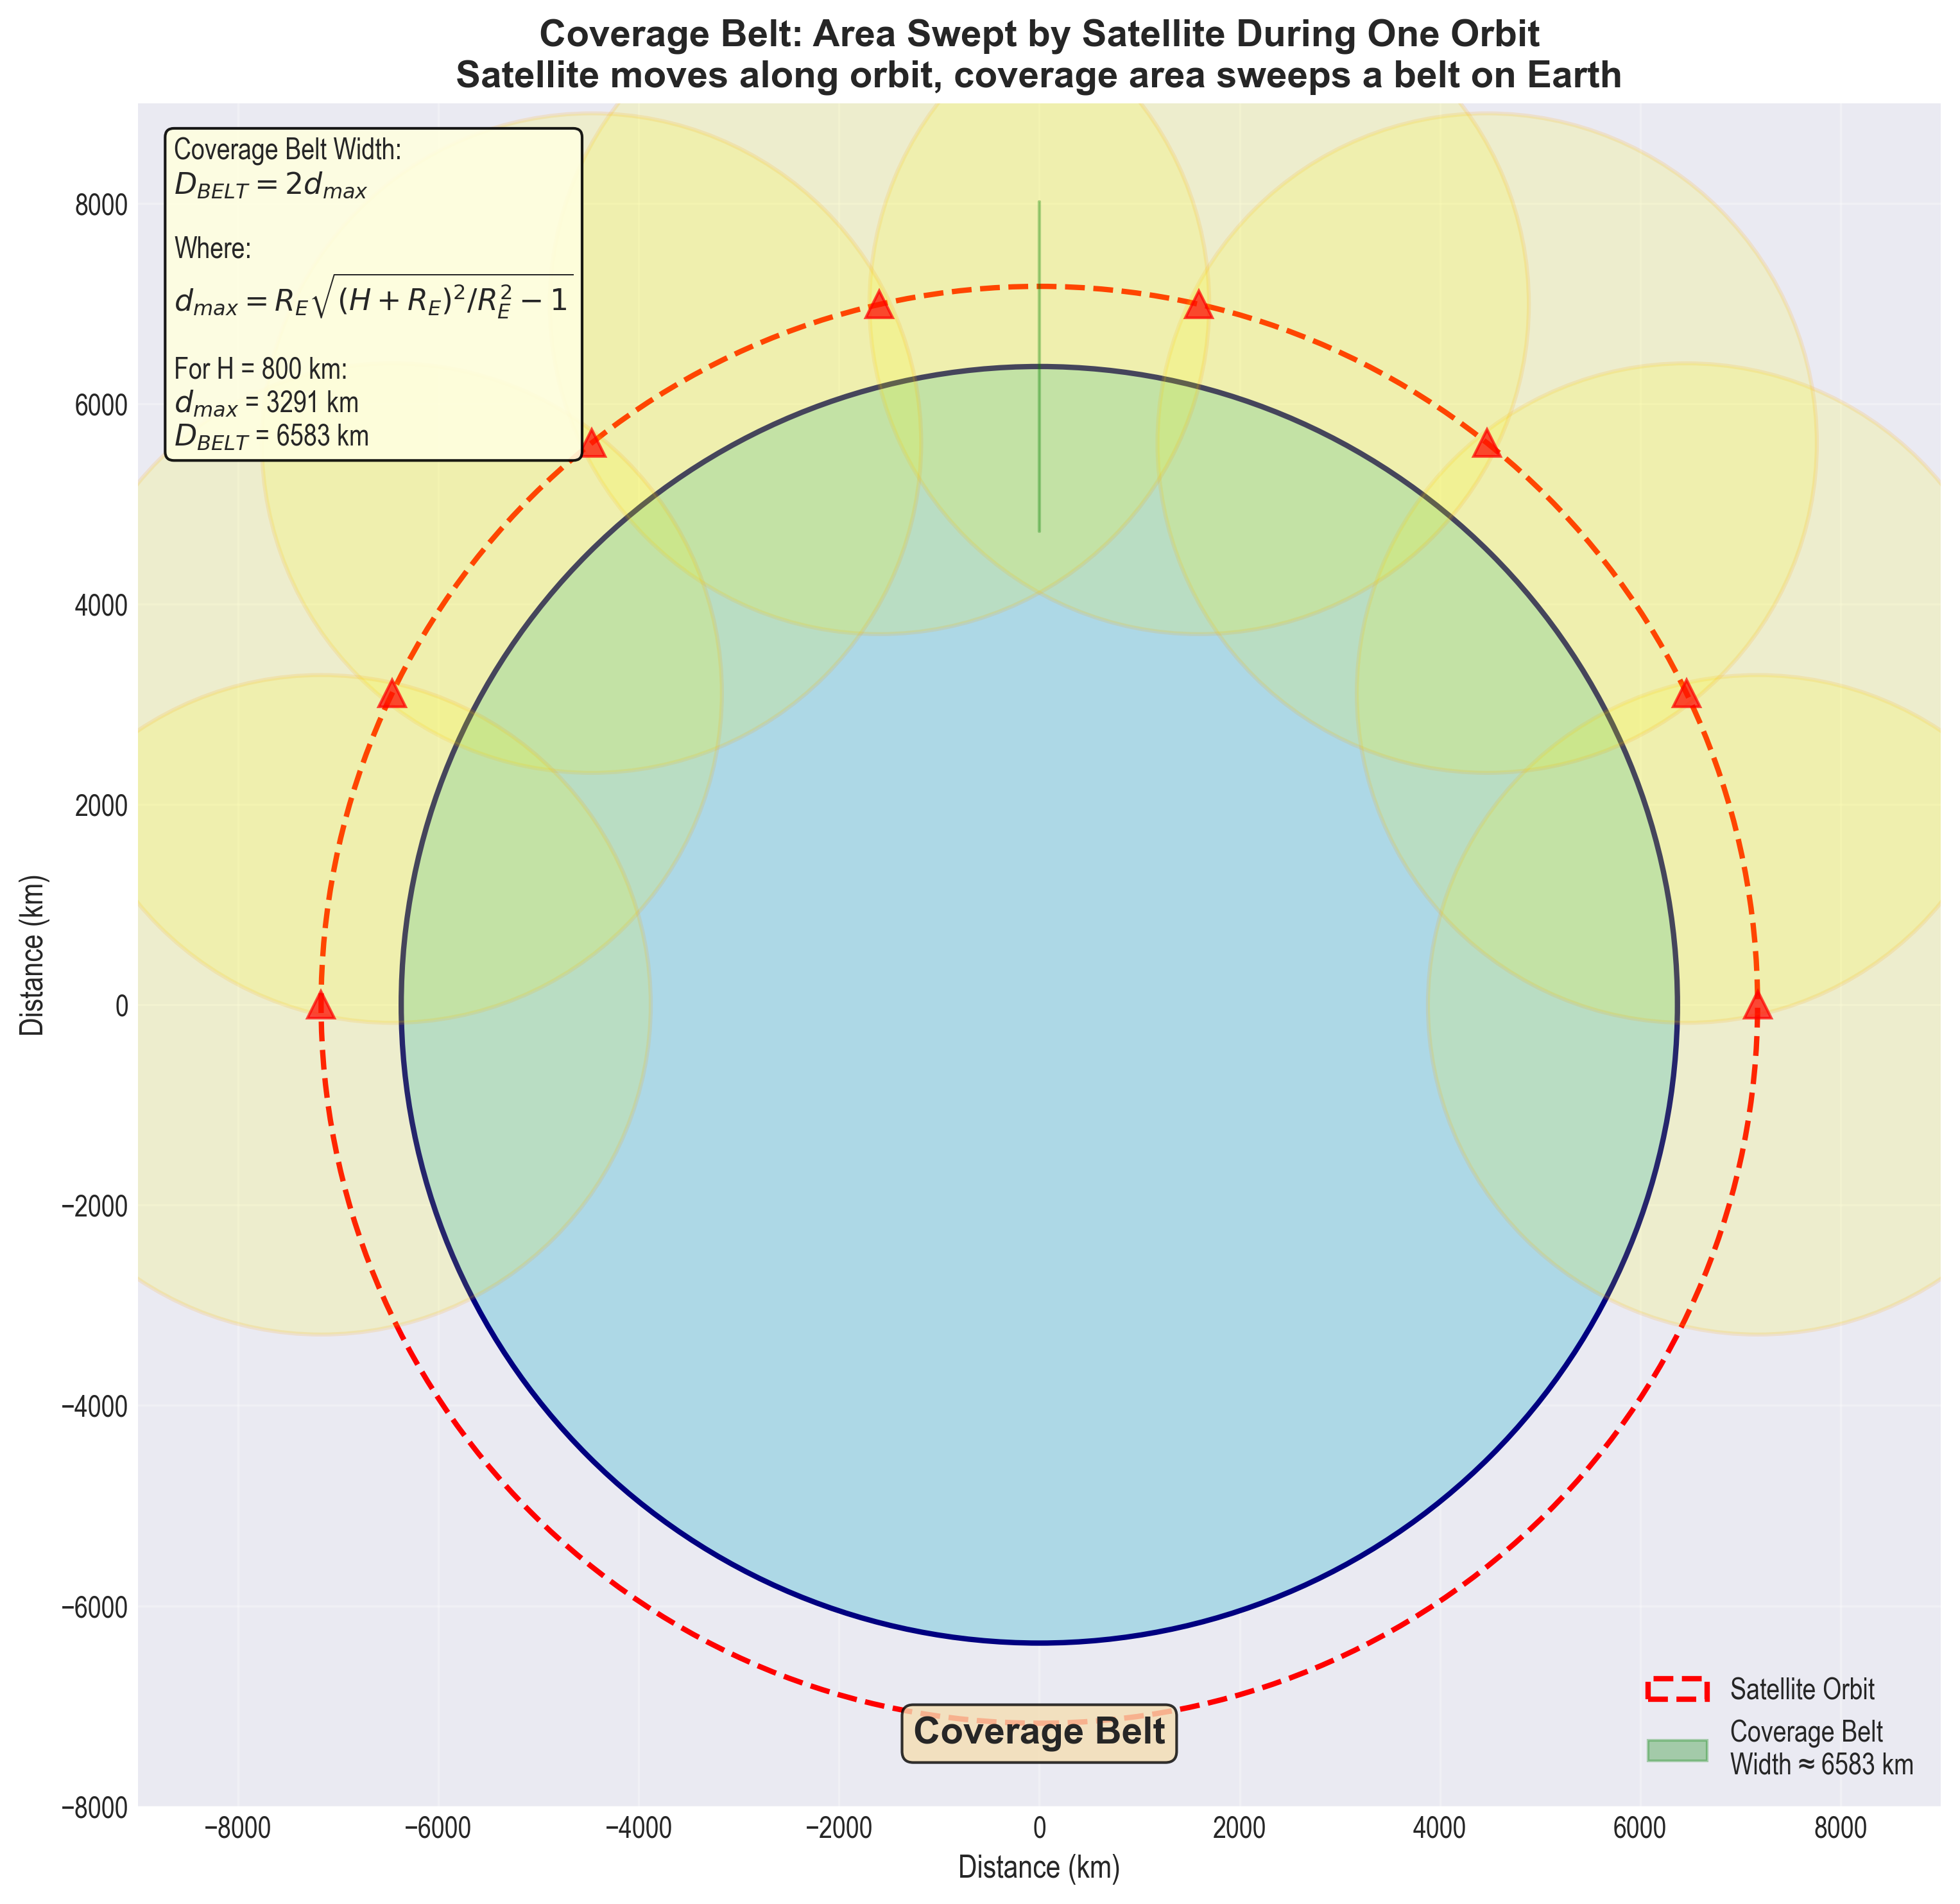 Coverage Belt: Area Swept by Satellite During One Orbit
Satellite moves along orbit, coverage area sweeps a belt on Earth
Coverage Belt Width:
$D_{BELT} = 2d_{max}$
Where:
$d_{max} = R_E\sqrt{(H + R_E)^2/R_E^2 - 1}$
For H = 800 km:
$d_{max}$ = 3291 km
$D_{BELT}$ = 6583 km
8000
6000
4000
2000
0
−2000
−4000
−6000
−8000
Distance (km)
Coverage Belt
Satellite Orbit
Coverage Belt
Width ≈ 6583 km
−8000
−6000
−4000
−2000
0
2000
4000
6000
8000
Distance (km)